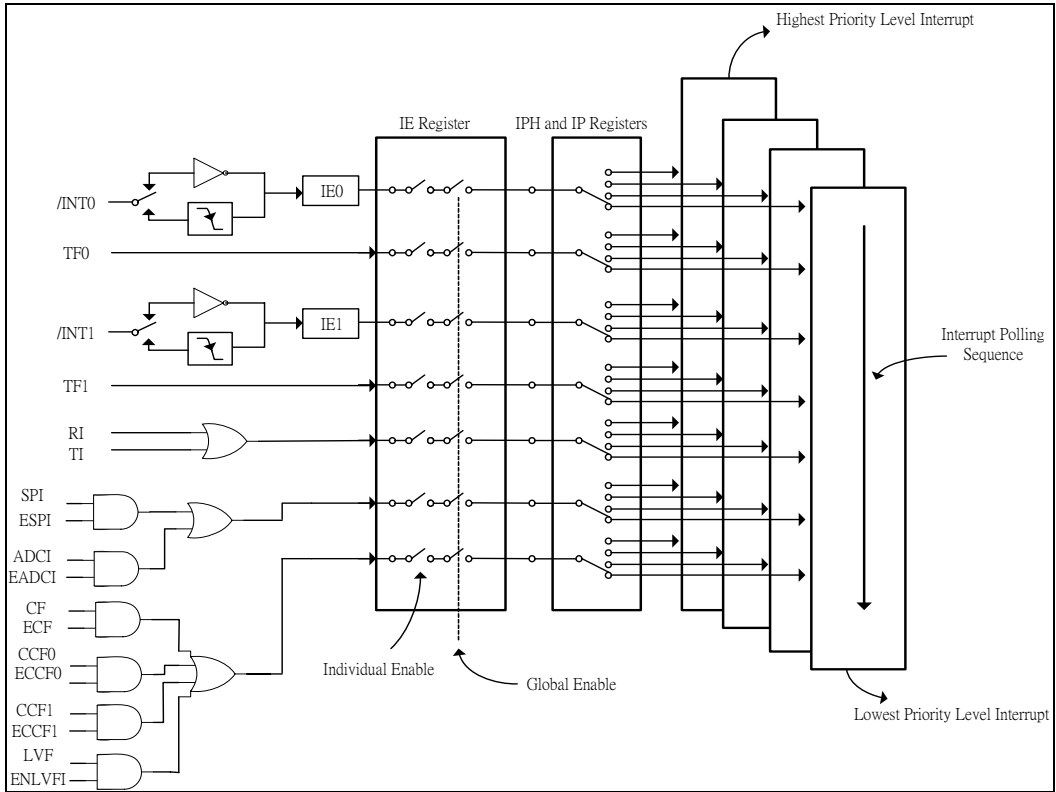 Highest Priority Level Interrupt
IE Register
IPH and IP Registers
/INT0
IE0
TF0
/INT1
IE1
TF1
RI
TI
SPI
ESPI
ADCI
EADCI
CF
ECF
CCF0
ECCF0
CCF1
ECCF1
LVF
ENLVFI
Interrupt Polling
Sequence
Individual Enable
Global Enable
Lowest Priority Level Interrupt